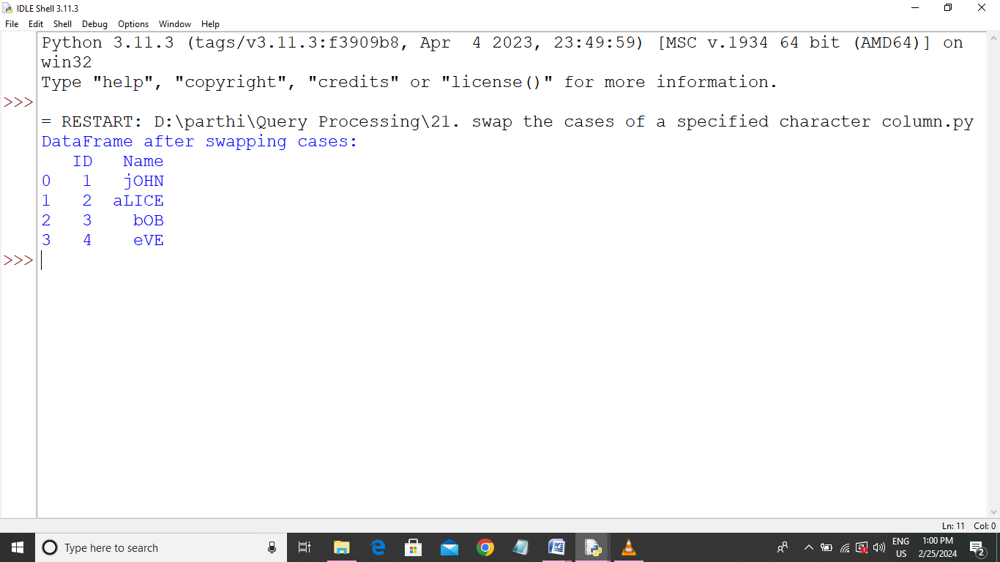 IDLE Shell 3.11.3
File Edit Shell Debug Options Window Help
Python 3.11.3 (tags/v3.11.3:f3909b8, Apr  4 2023, 23:49:59) [MSC v.1934 64 bit (AMD64)] on
win32
Type "help", "copyright", "credits" or "license()" for more information.
>>>
= RESTART: D:\parthi\Query Processing\21. swap the cases of a specified character column.py
DataFrame after swapping cases:
   ID   Name
0   1   jOHN
1   2  aLICE
2   3    bOB
3   4    eVE
>>>
Ln: 11 Col: 0
Type here to search
ENG 1:00 PM
US 2/25/2024
2